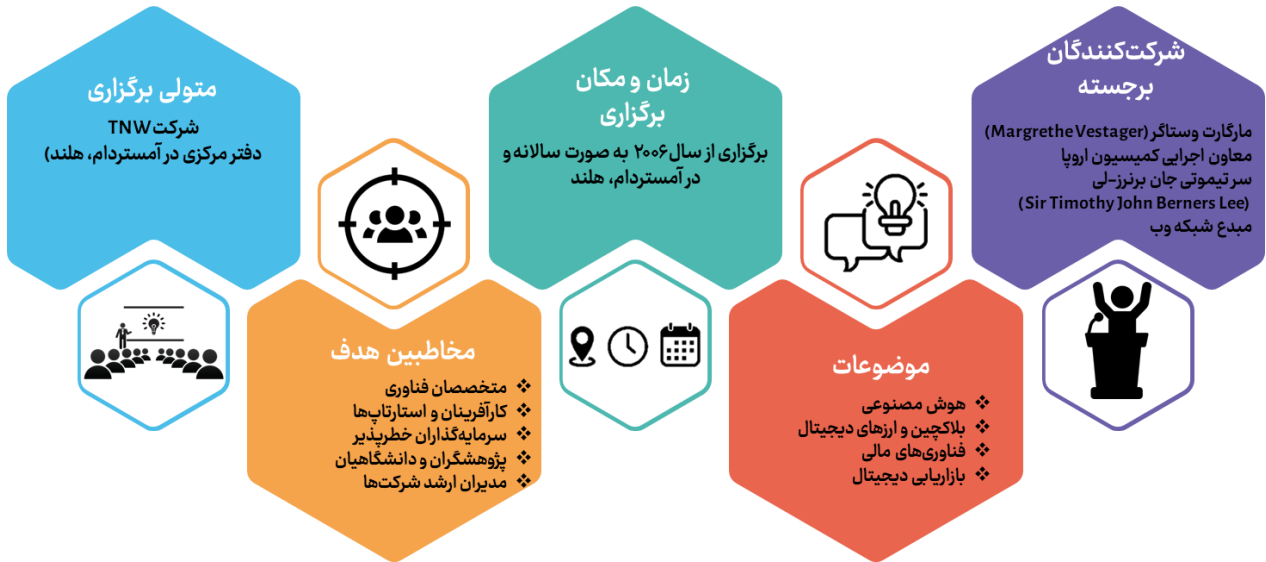 شرکت‌کنندگان
برجسته
مارگارت وستاگر (Margrethe Vestager)
معاون اجرایی کمیسیون اروپا
سر تیموتی جان برنرز-لی
(Sir Timothy John Berners Lee)
مبدع شبکه وب
موضوعات
❖ هوش مصنوعی
❖ بلاکچین و ارزهای دیجیتال
❖ فناوری‌های مالی
❖ بازاریابی دیجیتال
زمان و مکان
برگزاری
برگزاری از سال ۲۰۰۶ به صورت سالانه و
در آمستردام، هلند
مخاطبین هدف
❖ متخصصان فناوری
❖ کارآفرینان و استارتاپ‌ها
❖ سرمایه‌گذاران خطرپذیر
❖ پژوهشگران و دانشگاهیان
❖ مدیران ارشد شرکت‌ها
متولی برگزاری
شرکت TNW
دفتر مرکزی در آمستردام، هلند)